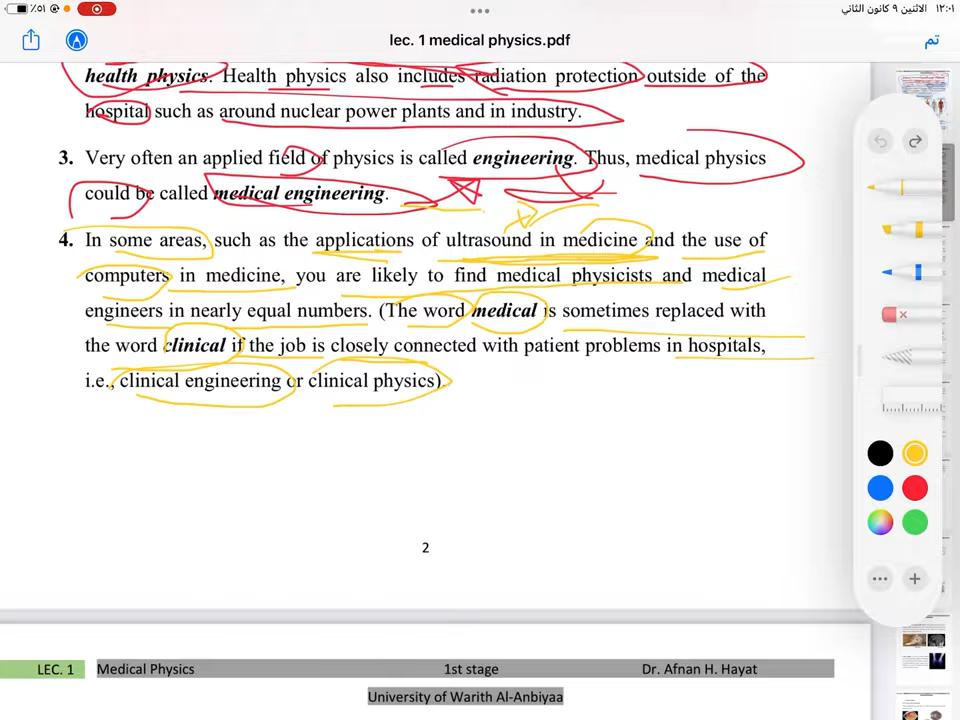 ١٢:٠١ الاثنين ٩ كانون الثاني
٪٥١
lec. 1 medical physics.pdf
تم
health physics. Health physics also includes radiation protection outside of the
hospital such as around nuclear power plants and in industry.
3. Very often an applied field of physics is called engineering. Thus, medical physics
could be called medical engineering.
4. In some areas, such as the applications of ultrasound in medicine and the use of
computers in medicine, you are likely to find medical physicists and medical
engineers in nearly equal numbers. (The word medical is sometimes replaced with
the word clinical if the job is closely connected with patient problems in hospitals,
i.e., clinical engineering or clinical physics).
2
LEC. 1 Medical Physics 1st stage Dr. Afnan H. Hayat
University of Warith Al-Anbiyaa